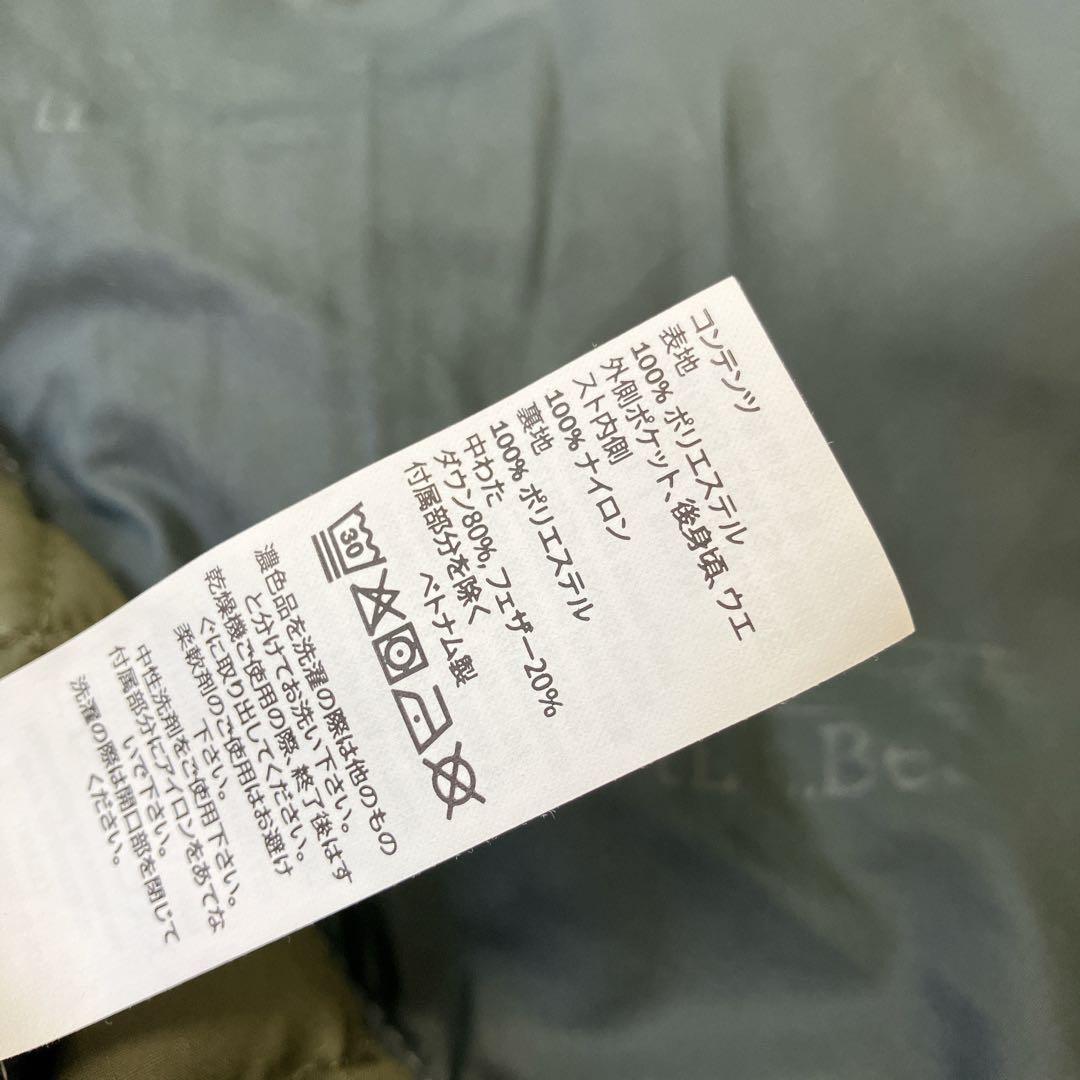 コンテンツ
表地
100% ポリエステル
外側ポケット、後身頃、ウエ
スト内側
100% ナイロン
裏地
100% ポリエステル
中わた
ダウン80%, フェザー20%
付属部分を除く
ベトナム製
30
濃色品を洗濯の際は他のもの
と分けてお洗い下さい。
乾燥機ご使用の際、終了後はす
ぐに取り出してください。
柔軟剤のご使用はお避け
下さい。
中性洗剤をご使用下さい。
付属部分にアイロンをあてな
いで下さい。
洗濯の際は開口部を閉じて
ください。
L.L.Be